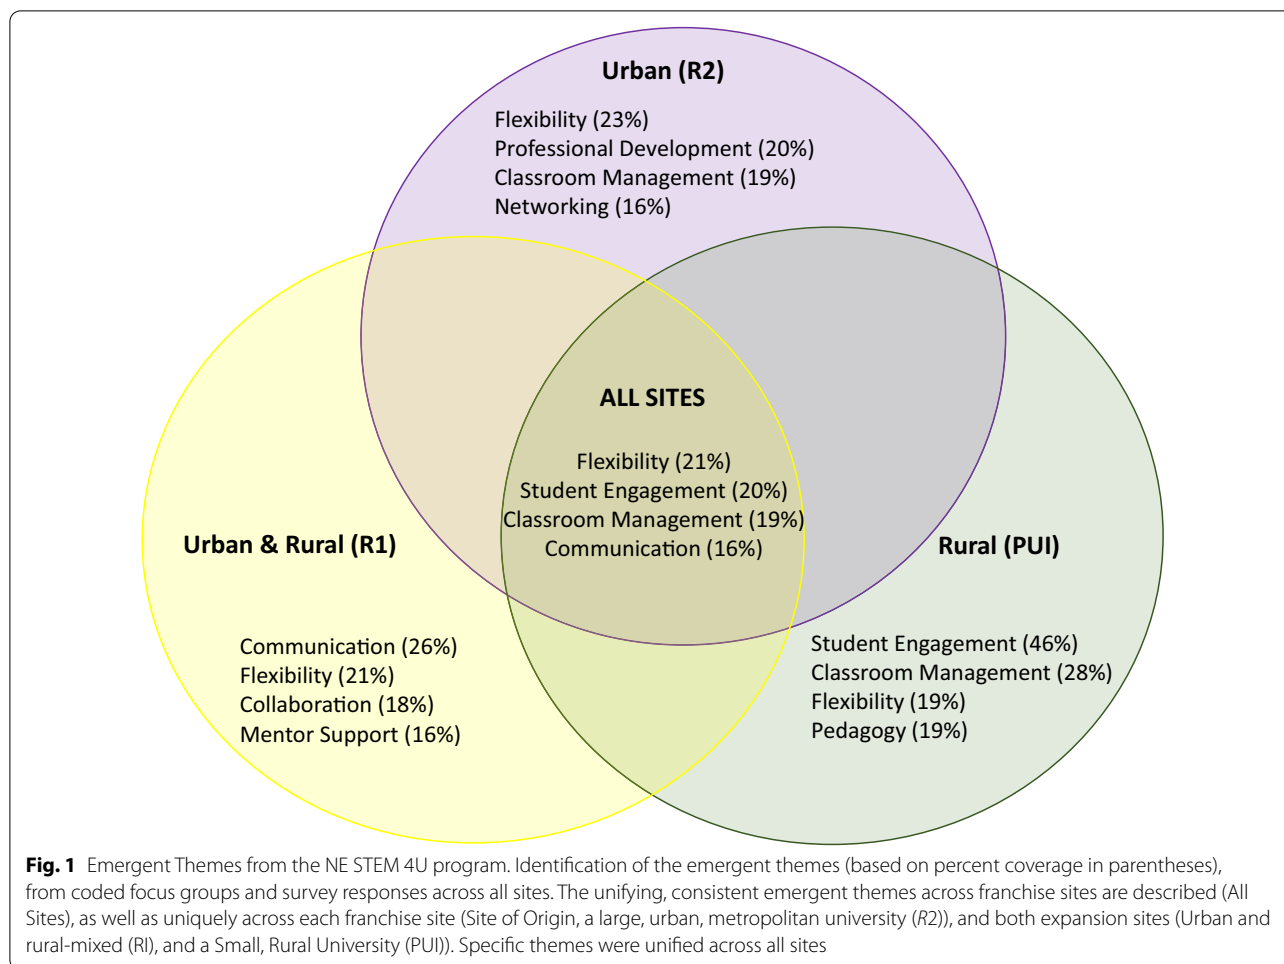 Urban (R2)
Flexibility (23%)
Professional Development (20%)
Classroom Management (19%)
Networking (16%)
ALL SITES
Flexibility (21%)
Student Engagement (20%)
Classroom Management (19%)
Communication (16%)
Urban & Rural (R1)
Communication (26%)
Flexibility (21%)
Collaboration (18%)
Mentor Support (16%)
Rural (PUI)
Student Engagement (46%)
Classroom Management (28%)
Flexibility (19%)
Pedagogy (19%)
Fig. 1 Emergent Themes from the NE STEM 4U program. Identification of the emergent themes (based on percent coverage in parentheses),
from coded focus groups and survey responses across all sites. The unifying, consistent emergent themes across franchise sites are described (All
Sites), as well as uniquely across each franchise site (Site of Origin, a large, urban, metropolitan university (R2)), and both expansion sites (Urban and
rural-mixed (RI), and a Small, Rural University (PUI)). Specific themes were unified across all sites